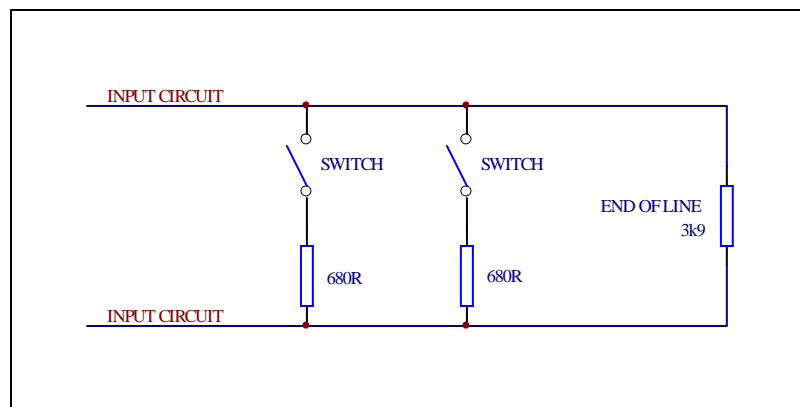 INPUT CIRCUIT
SWITCH
SWITCH
END OF LINE
3k9
680R
680R
INPUT CIRCUIT